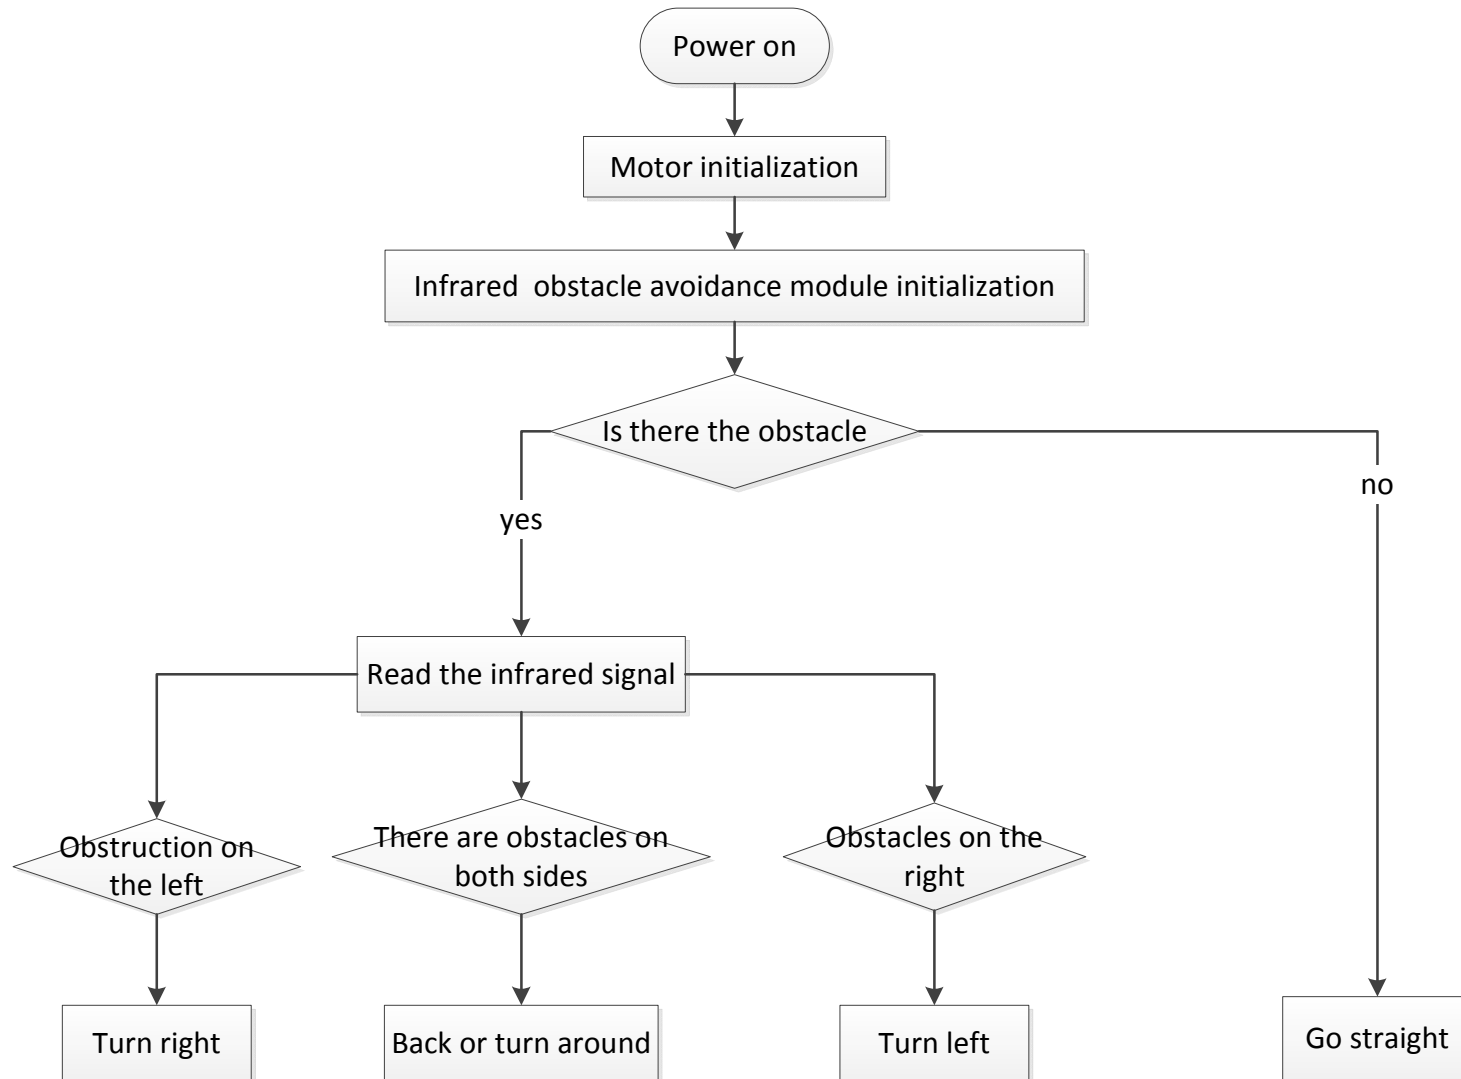 Power on
Motor initialization
Infrared  obstacle avoidance module initialization
Is there the obstacle
no
yes
Read the infrared signal
Obstruction on
the left
There are obstacles on
both sides
Obstacles on the
right
Turn right
Back or turn around
Turn left
Go straight